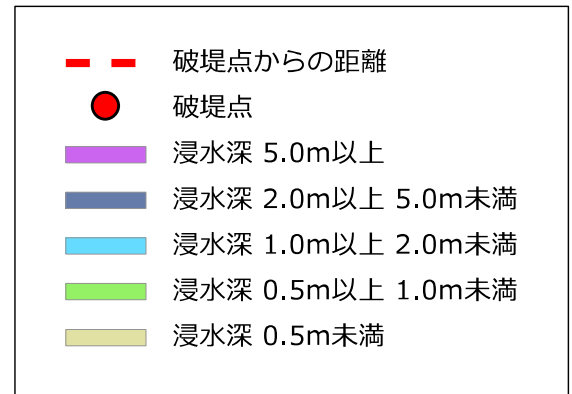 破堤点からの距離
破堤点
浸水深 5.0m以上
浸水深 2.0m以上 5.0m未満
浸水深 1.0m以上 2.0m未満
浸水深 0.5m以上 1.0m未満
浸水深 0.5m未満